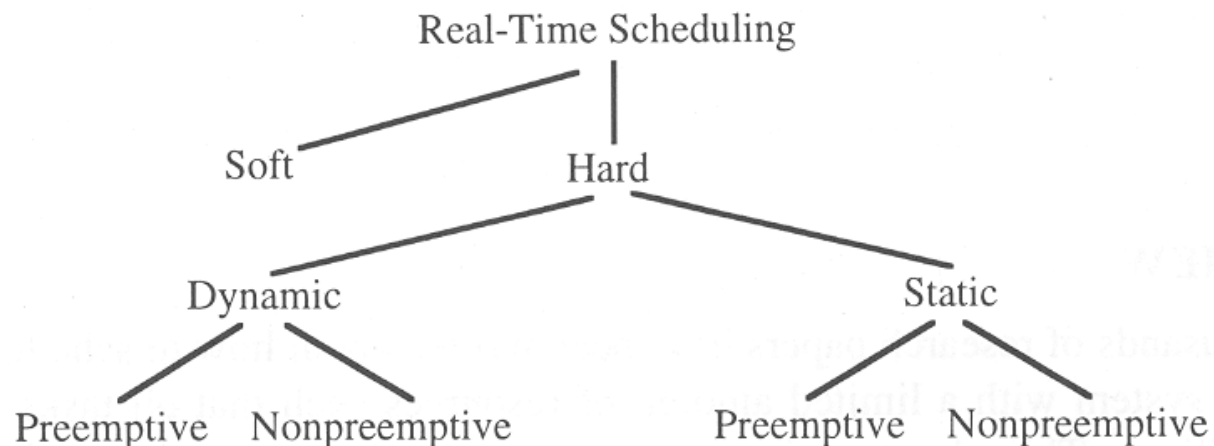 Real-Time Scheduling
Soft
Hard
Dynamic
Static
Preemptive Nonpreemptive Preemptive Nonpreemptive